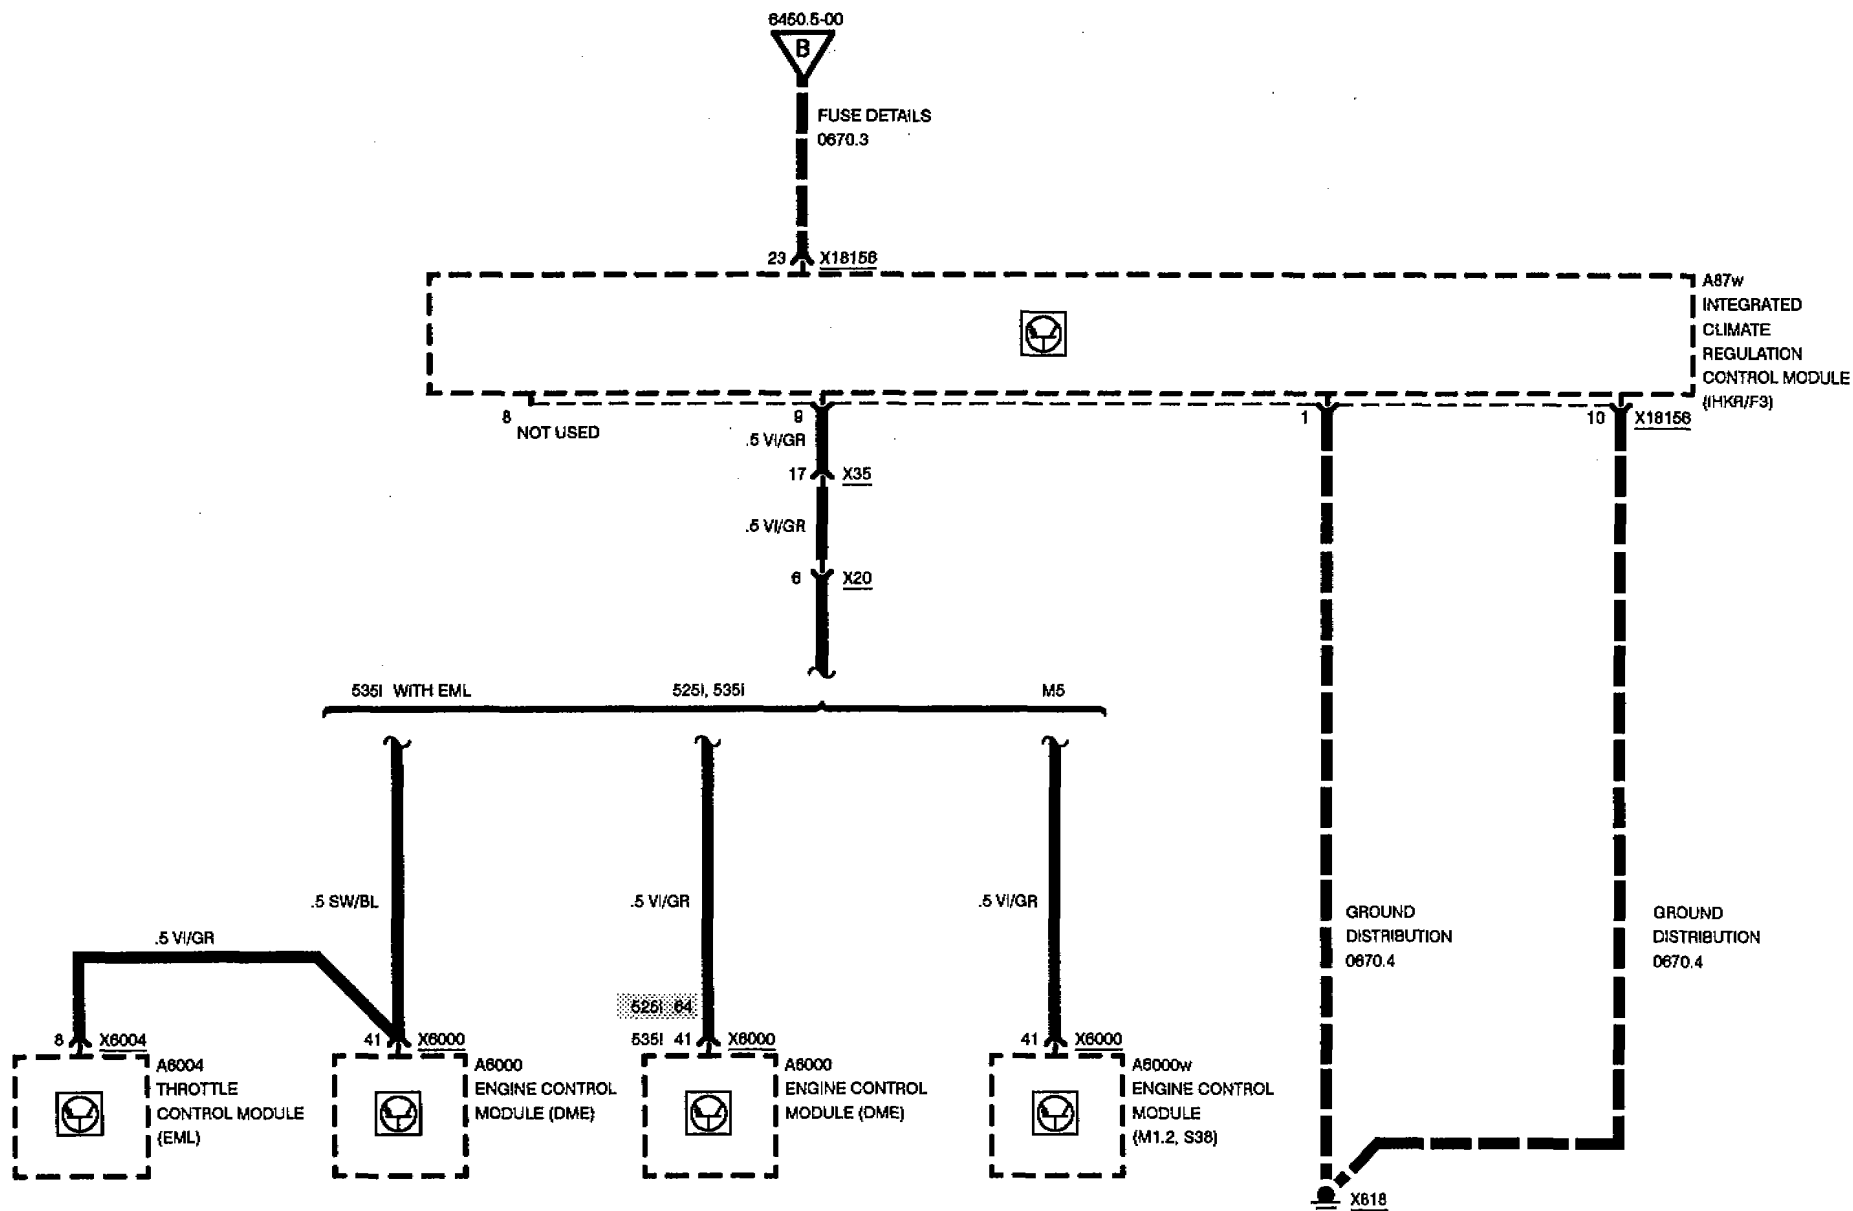 6450.5-00
B
FUSE DETAILS
0670.3
23 X18156
A87w
INTEGRATED
CLIMATE
REGULATION
CONTROL MODULE
(IHKR/F3)
8
NOT USED
9
1
10 X18156
.5 VI/GR
17 X35
.5 VI/GR
6 X20
535I WITH EML
525I, 535I
M5
.5 SW/BL
.5 VI/GR
.5 VI/GR
.5 VI/GR
GROUND
DISTRIBUTION
0670.4
GROUND
DISTRIBUTION
0670.4
525I 64
8 X6004
41 X6000
535I 41 X6000
41 X6000
A6004
THROTTLE
CONTROL MODULE
(EML)
A6000
ENGINE CONTROL
MODULE (DME)
A6000
ENGINE CONTROL
MODULE (DME)
A6000w
ENGINE CONTROL
MODULE
(M1.2, S38)
X618